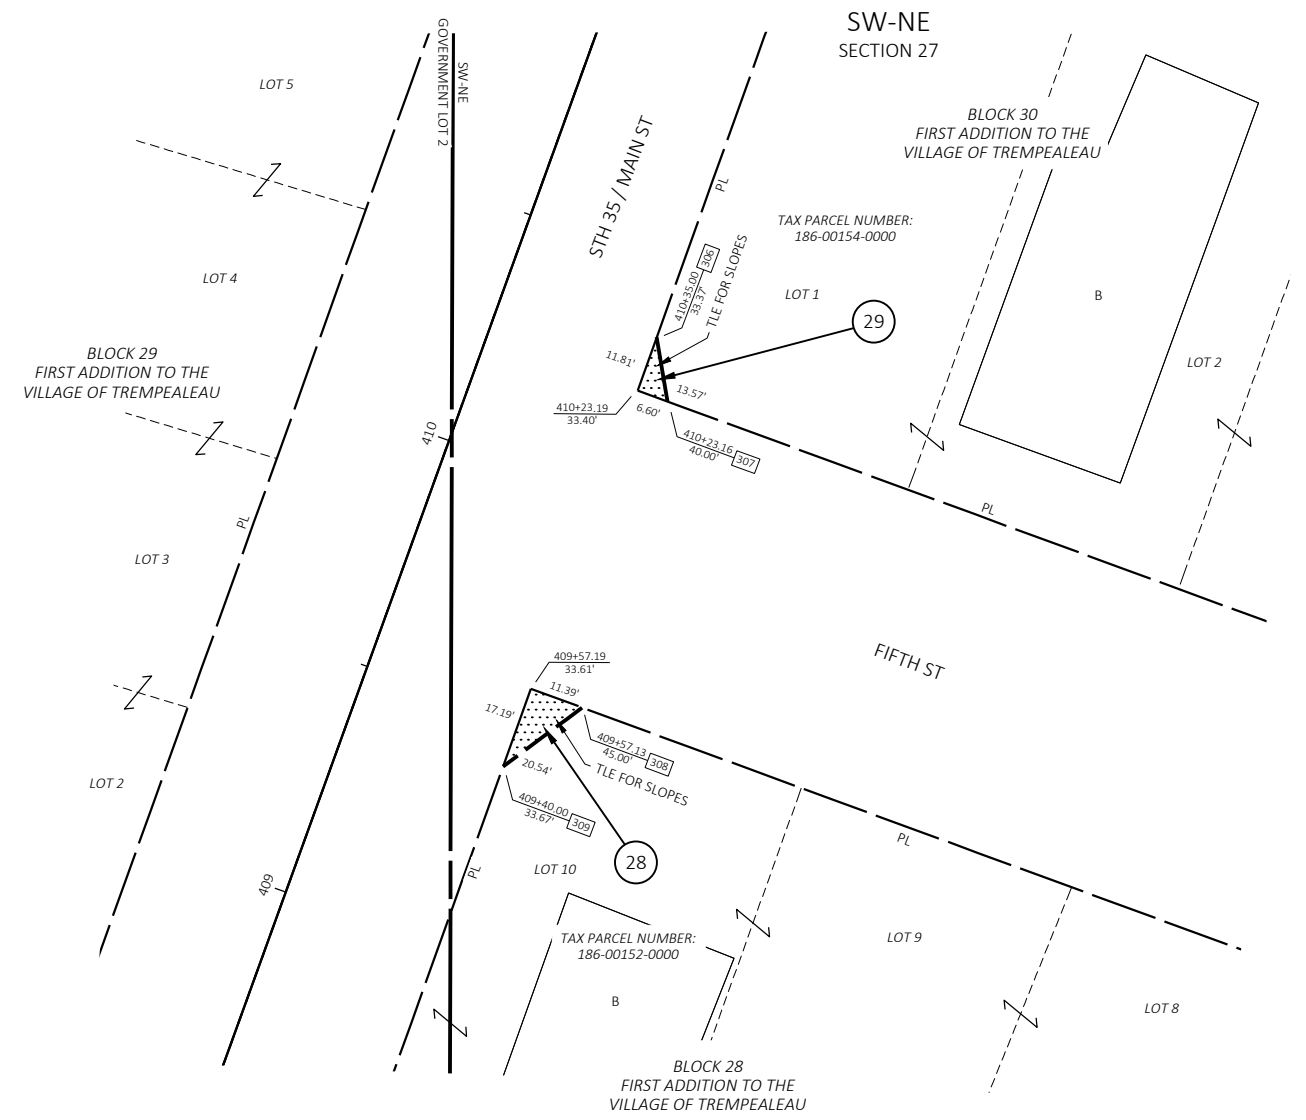 SW-NE
SECTION 27
GOVERNMENT LOT 2
SW-NE
LOT 5
BLOCK 30
FIRST ADDITION TO THE
VILLAGE OF TREMPEALEAU
STH 35 / MAIN ST
PL
TAX PARCEL NUMBER:
186-00154-0000
LOT 4
410+35.00
33.37'
306
TLE FOR SLOPES
LOT 1
B
29
BLOCK 29
FIRST ADDITION TO THE
VILLAGE OF TREMPEALEAU
11.81'
LOT 2
13.57'
410+23.19
33.40'
6.60'
410
410+23.16
40.00'
307
PL
PL
LOT 3
FIFTH ST
409+57.19
33.61'
11.39'
17.19'
409+57.13
45.00'
308
20.54'
TLE FOR SLOPES
LOT 2
409+40.00
33.67'
309
PL
28
LOT 10
PL
409
TAX PARCEL NUMBER:
186-00152-0000
LOT 9
B
LOT 8
BLOCK 28
FIRST ADDITION TO THE
VILLAGE OF TREMPEALEAU